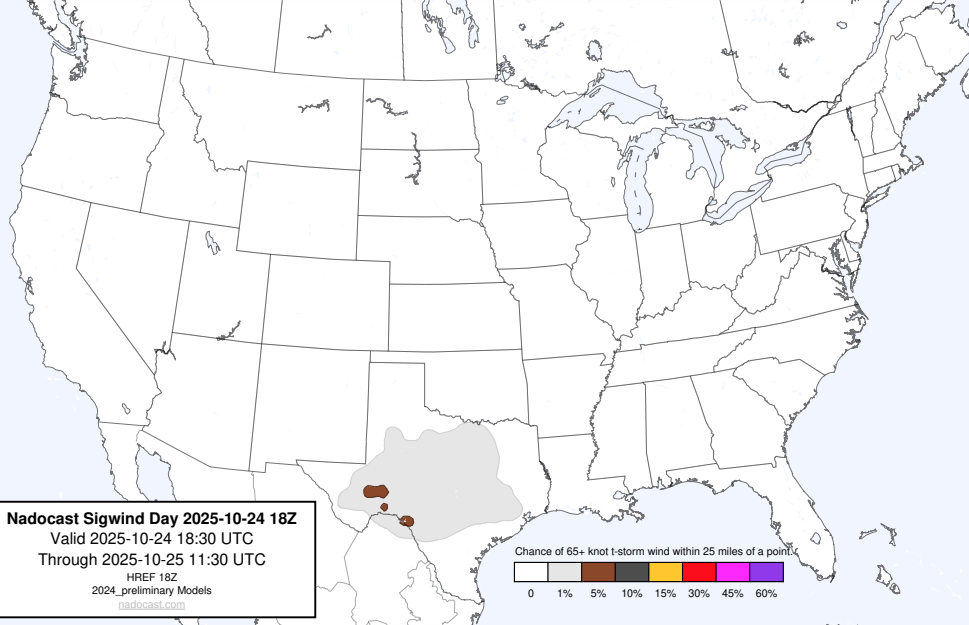 Nadocast Sigwind Day 2025-10-24 18Z
Valid 2025-10-24 18:30 UTC
Through 2025-10-25 11:30 UTC
HREF 18Z
2024_preliminary Models
nadocast.com
Chance of 65+ knot t-storm wind within 25 miles of a point.
0 1% 5% 10% 15% 30% 45% 60%